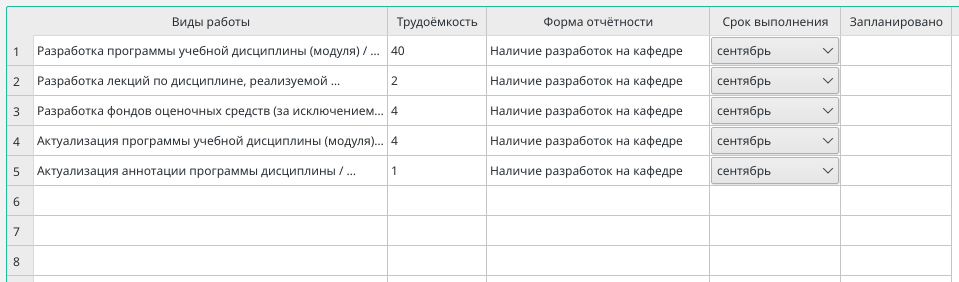 Виды работы Трудоёмкость Форма отчётности Срок выполнения Запланировано
1 Разработка программы учебной дисциплины (модуля) / ... 40 Наличие разработок на кафедре сентябрь
2 Разработка лекций по дисциплине, реализуемой ... 2 Наличие разработок на кафедре сентябрь
3 Разработка фондов оценочных средств (за исключением... 4 Наличие разработок на кафедре сентябрь
4 Актуализация программы учебной дисциплины (модуля)... 4 Наличие разработок на кафедре сентябрь
5 Актуализация аннотации программы дисциплины / ... 1 Наличие разработок на кафедре сентябрь
6
7
8